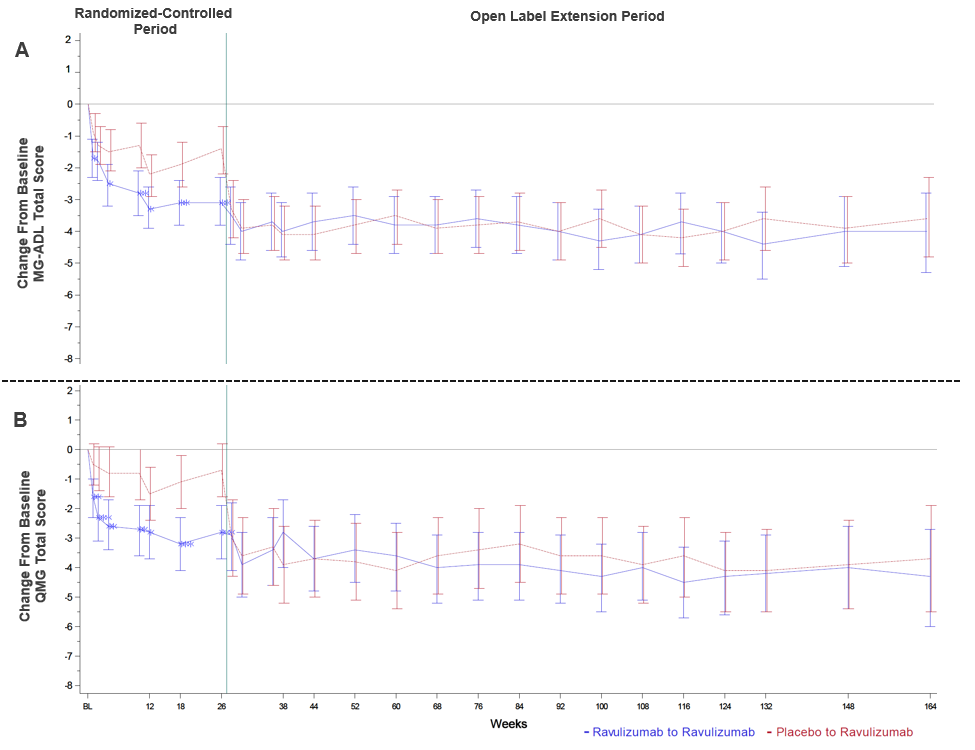 Randomized-Controlled
Period
Open Label Extension Period
A
Change From Baseline
MG-ADL Total Score
2
1
0
-1
-2
-3
-4
-5
-6
-7
-8
B
Change From Baseline
QMG Total Score
2
1
0
-1
-2
-3
-4
-5
-6
-7
-8
BL 12 18 26 38 44 52 60 68 76 84 92 100 108 116 124 132 148 164
Weeks
Ravulizumab to Ravulizumab Placebo to Ravulizumab